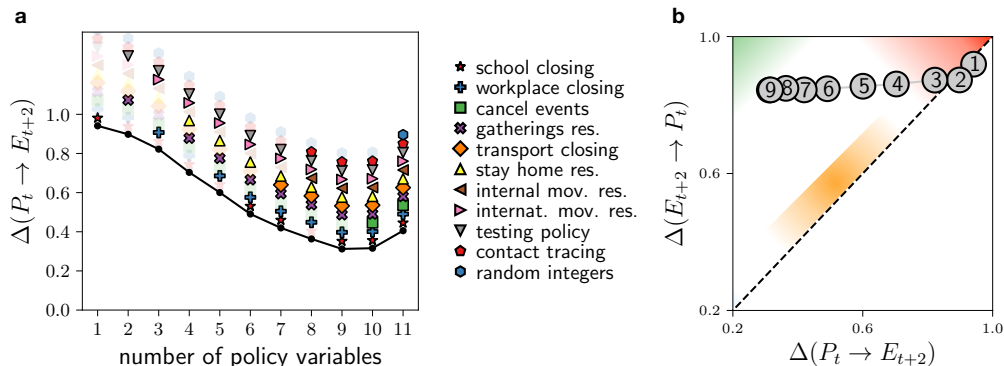 a
Δ(P_t → E_{t+2})
1.0
0.8
0.6
0.4
0.2
0.0
1 2 3 4 5 6 7 8 9 10 11
number of policy variables
school closing
workplace closing
cancel events
gatherings res.
transport closing
stay home res.
internal mov. res.
internat. mov. res.
testing policy
contact tracing
random integers
b
Δ(E_{t+2} → P_t)
1.0
0.6
0.2
9 8 7 6 5 4 3 2 1
0.2 0.6 1.0
Δ(P_t → E_{t+2})